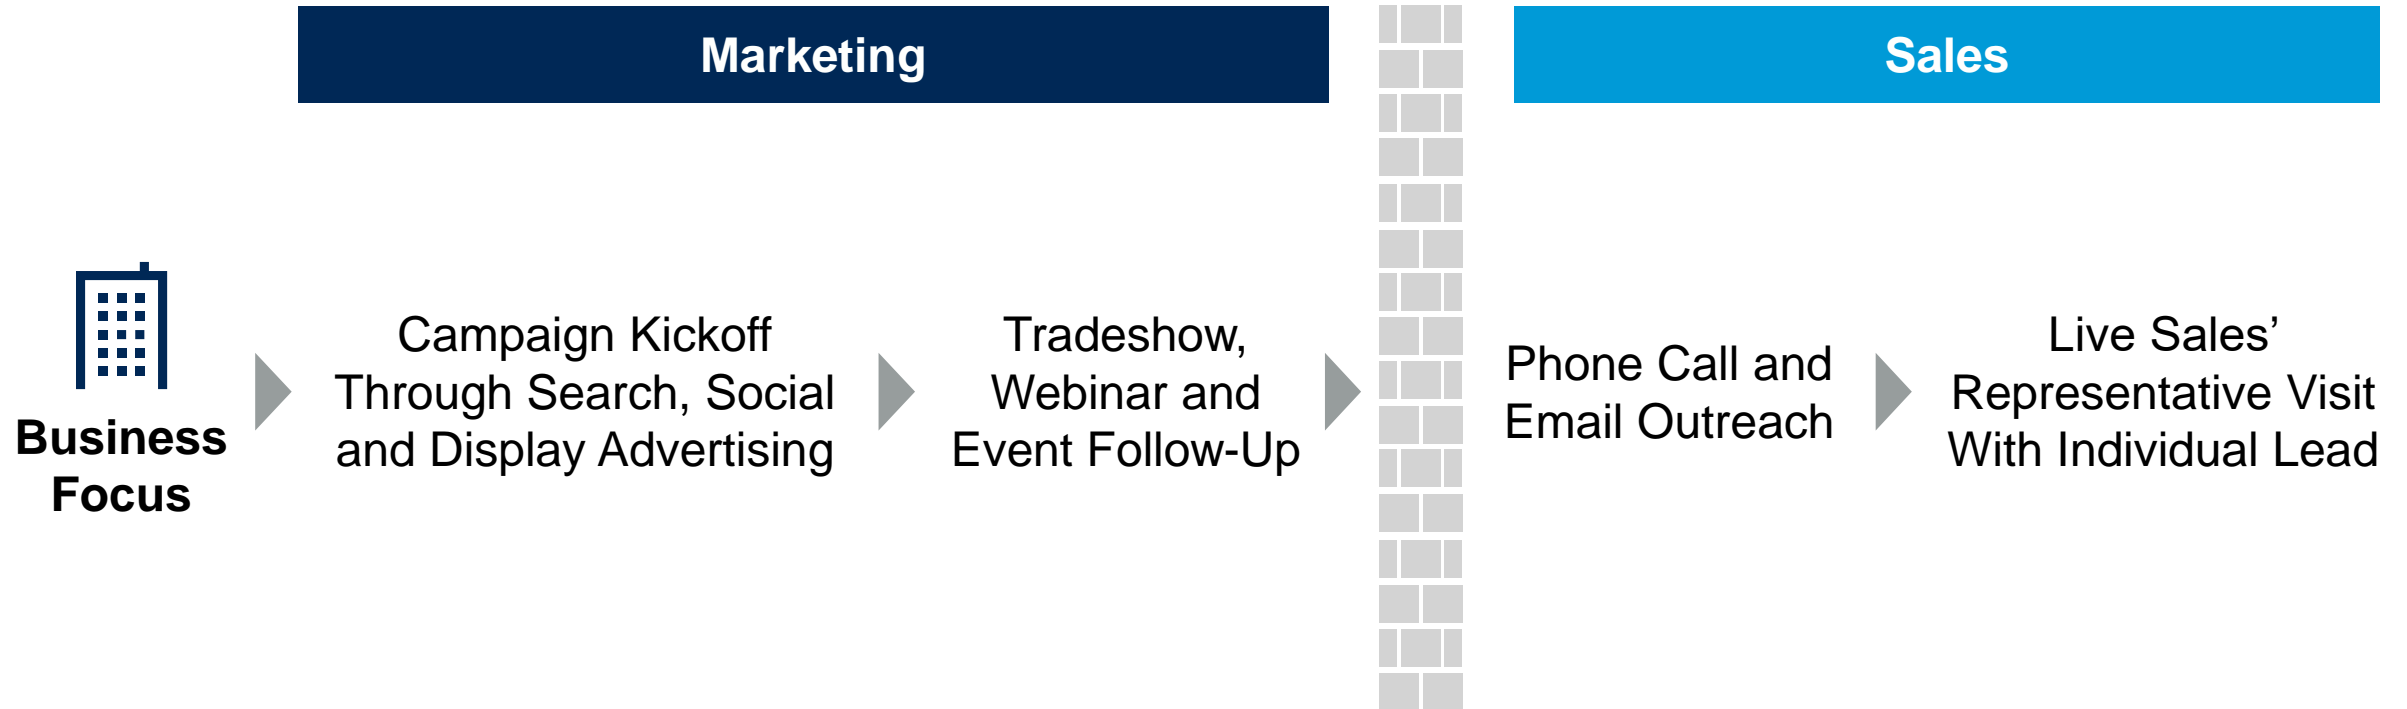 Marketing
Sales
Business
Focus
Campaign Kickoff
Through Search, Social
and Display Advertising
Tradeshow,
Webinar and
Event Follow-Up
Phone Call and
Email Outreach
Live Sales’
Representative Visit
With Individual Lead